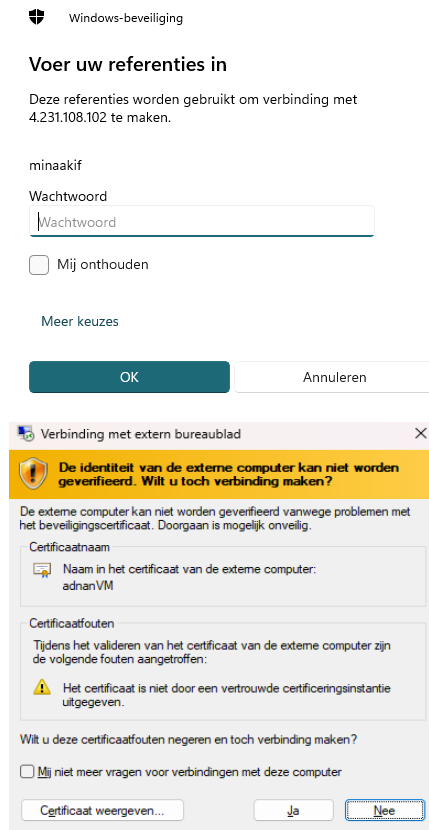 Windows-beveiliging
Voer uw referenties in
Deze referenties worden gebruikt om verbinding met
4.231.108.102 te maken.
minaakif
Wachtwoord
Wachtwoord
Mij onthouden
Meer keuzes
OK
Annuleren
Verbinding met extern bureaublad
De identiteit van de externe computer kan niet worden
geverifieerd. Wilt u toch verbinding maken?
De externe computer kan niet worden geverifieerd vanwege problemen met
het beveiligingscertificaat. Doorgaan is mogelijk onveilig.
Certificaatnaam
Naam in het certificaat van de externe computer:
adnanVM
Certificaatfouten
Tijdens het valideren van het certificaat van de externe computer zijn
de volgende fouten aangetroffen:
Het certificaat is niet door een vertrouwde certificeringsinstantie
uitgegeven.
Wilt u deze certificaatfouten negeren en toch verbinding maken?
Mij niet meer vragen voor verbindingen met deze computer
Certificaat weergeven...
Ja
Nee